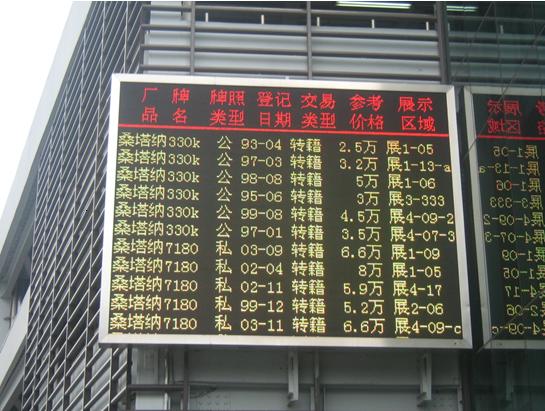 厂 牌 牌照 登记 交易 参考 展示
品 名 类型 日期 类型 价格 区域
桑塔纳330k 公 93-04 转籍 2.5万 展1-05
桑塔纳330k 公 97-03 转籍 3.2万 展1-13-a
桑塔纳330k 公 98-08 转籍 5万 展1-06
桑塔纳330k 公 95-06 转籍 3万 展3-333
桑塔纳330k 公 99-08 转籍 4.5万 展4-09-2
桑塔纳330k 公 97-01 转籍 3.5万 展4-07-3
桑塔纳7180 私 03-09 转籍 6.6万 展1-09
桑塔纳7180 私 02-04 转籍 8万 展1-05
桑塔纳7180 私 02-11 转籍 5.9万 展4-17
桑塔纳7180 私 99-12 转籍 5.2万 展2-06
桑塔纳7180 私 03-11 转籍 6.6万 展4-09-c